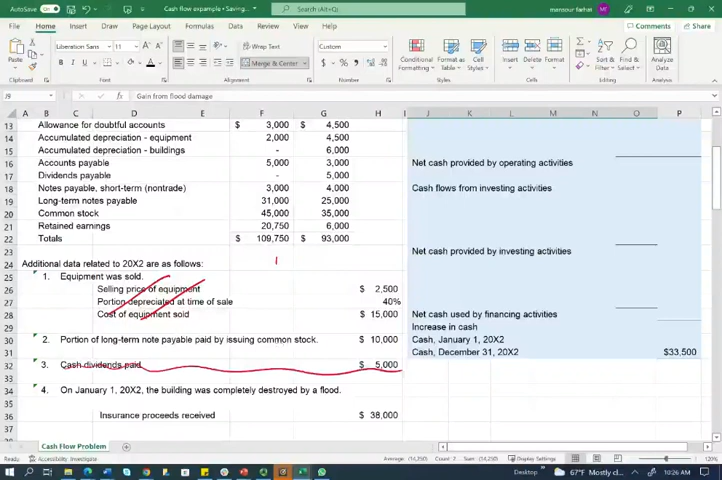 AutoSave On Cash flow example • Saving... Search (Alt+Q) mensour farhat MF
File Home Insert Draw Page Layout Formulas Data Review View Help Comments Share
Liberation Sans 11 Wrap Text Custom
Paste B I U Merge & Center $ % Conditional Formatting Format as Table Cell Styles Insert Delete Format Sort & Filter Find & Select Analyze Data
Clipboard Font Alignment Number Styles Cells Editing Analysis
J9 fx Gain from flood damage
A B C D E F G H I J K L M N O P
13 Allowance for doubtful accounts $ 3,000 $ 4,500
14 Accumulated depreciation - equipment 2,000 4,500
15 Accumulated depreciation - buildings - 6,000
16 Accounts payable 5,000 3,000 Net cash provided by operating activities
17 Dividends payable - 5,000
18 Notes payable, short-term (nontrade) 3,000 4,000 Cash flows from investing activities
19 Long-term notes payable 31,000 25,000
20 Common stock 45,000 35,000
21 Retained earnings 20,750 6,000
22 Totals $ 109,750 $ 93,000
23 Net cash provided by investing activities
24 Additional data related to 20X2 are as follows:
25 1. Equipment was sold.
26 Selling price of equipment $ 2,500
27 Portion depreciated at time of sale 40%
28 Cost of equipment sold $ 15,000 Net cash used by financing activities
29 Increase in cash
30 2. Portion of long-term note payable paid by issuing common stock. $ 10,000 Cash, January 1, 20X2
31 Cash, December 31, 20X2 $33,500
32 3. Cash dividends paid $ 5,000
33
34 4. On January 1, 20X2, the building was completely destroyed by a flood.
35
36 Insurance proceeds received $ 38,000
37
Cash Flow Problem
Ready Accessibility: Investigate Average: (14,250) Count: 2 Sum: (14,250) Display Settings 120%
Desktop 67°F Mostly cl... 10:26 AM